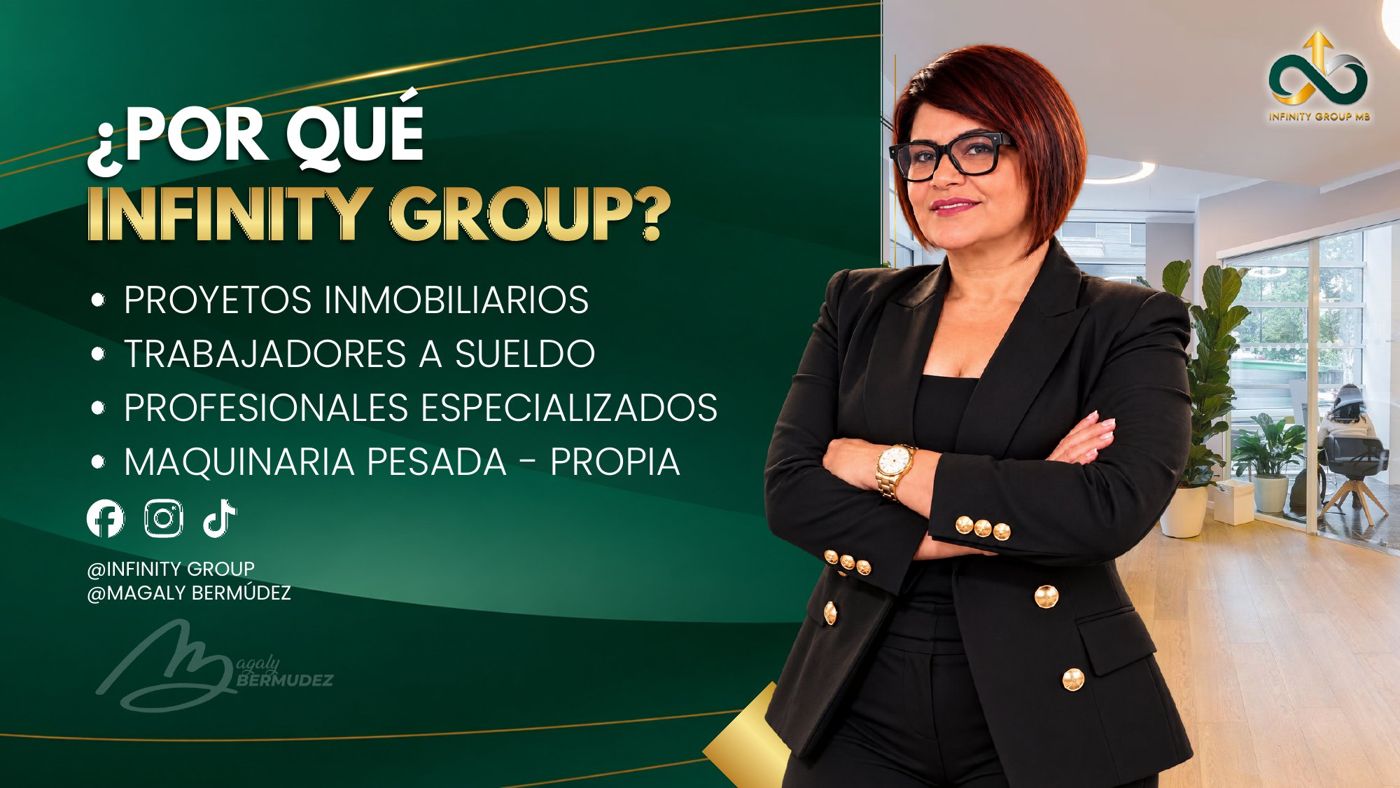 ¿POR QUÉ
INFINITY GROUP?
• PROYETOS INMOBILIARIOS
• TRABAJADORES A SUELDO
• PROFESIONALES ESPECIALIZADOS
• MAQUINARIA PESADA - PROPIA
@INFINITY GROUP
@MAGALY BERMÚDEZ
Magaly
BERMUDEZ
INFINITY GROUP MB